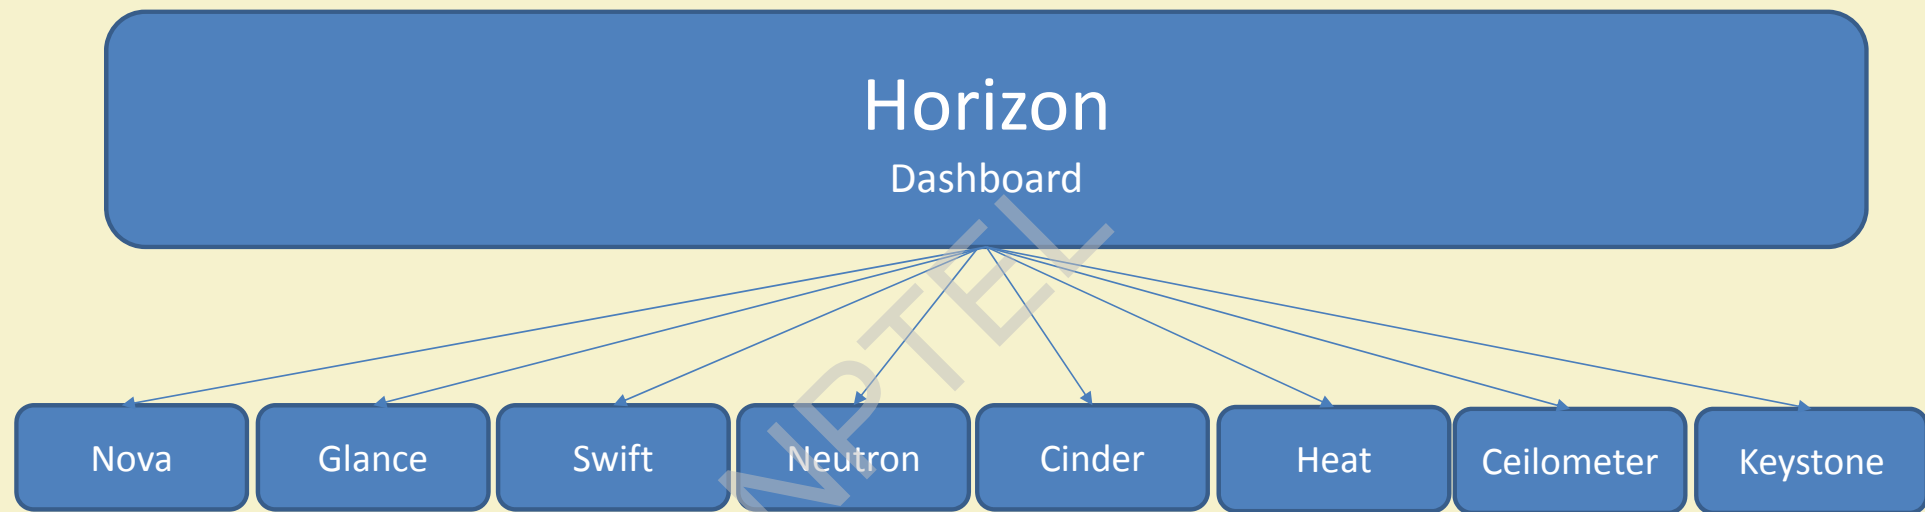 Horizon
Dashboard
Nova
Glance
Swift
Neutron
Cinder
Heat
Ceilometer
Keystone
NPTEL